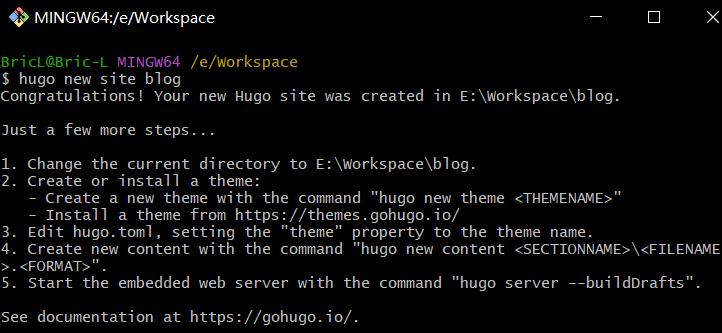 MINGW64:/e/Workspace
BricL@Bric-L MINGW64 /e/Workspace
$ hugo new site blog
Congratulations! Your new Hugo site was created in E:\Workspace\blog.
Just a few more steps...
1. Change the current directory to E:\Workspace\blog.
2. Create or install a theme:
   - Create a new theme with the command "hugo new theme <THEMENAME>"
   - Install a theme from https://themes.gohugo.io/
3. Edit hugo.toml, setting the "theme" property to the theme name.
4. Create new content with the command "hugo new content <SECTIONNAME>\<FILENAME
>.<FORMAT>".
5. Start the embedded web server with the command "hugo server --buildDrafts".
See documentation at https://gohugo.io/.